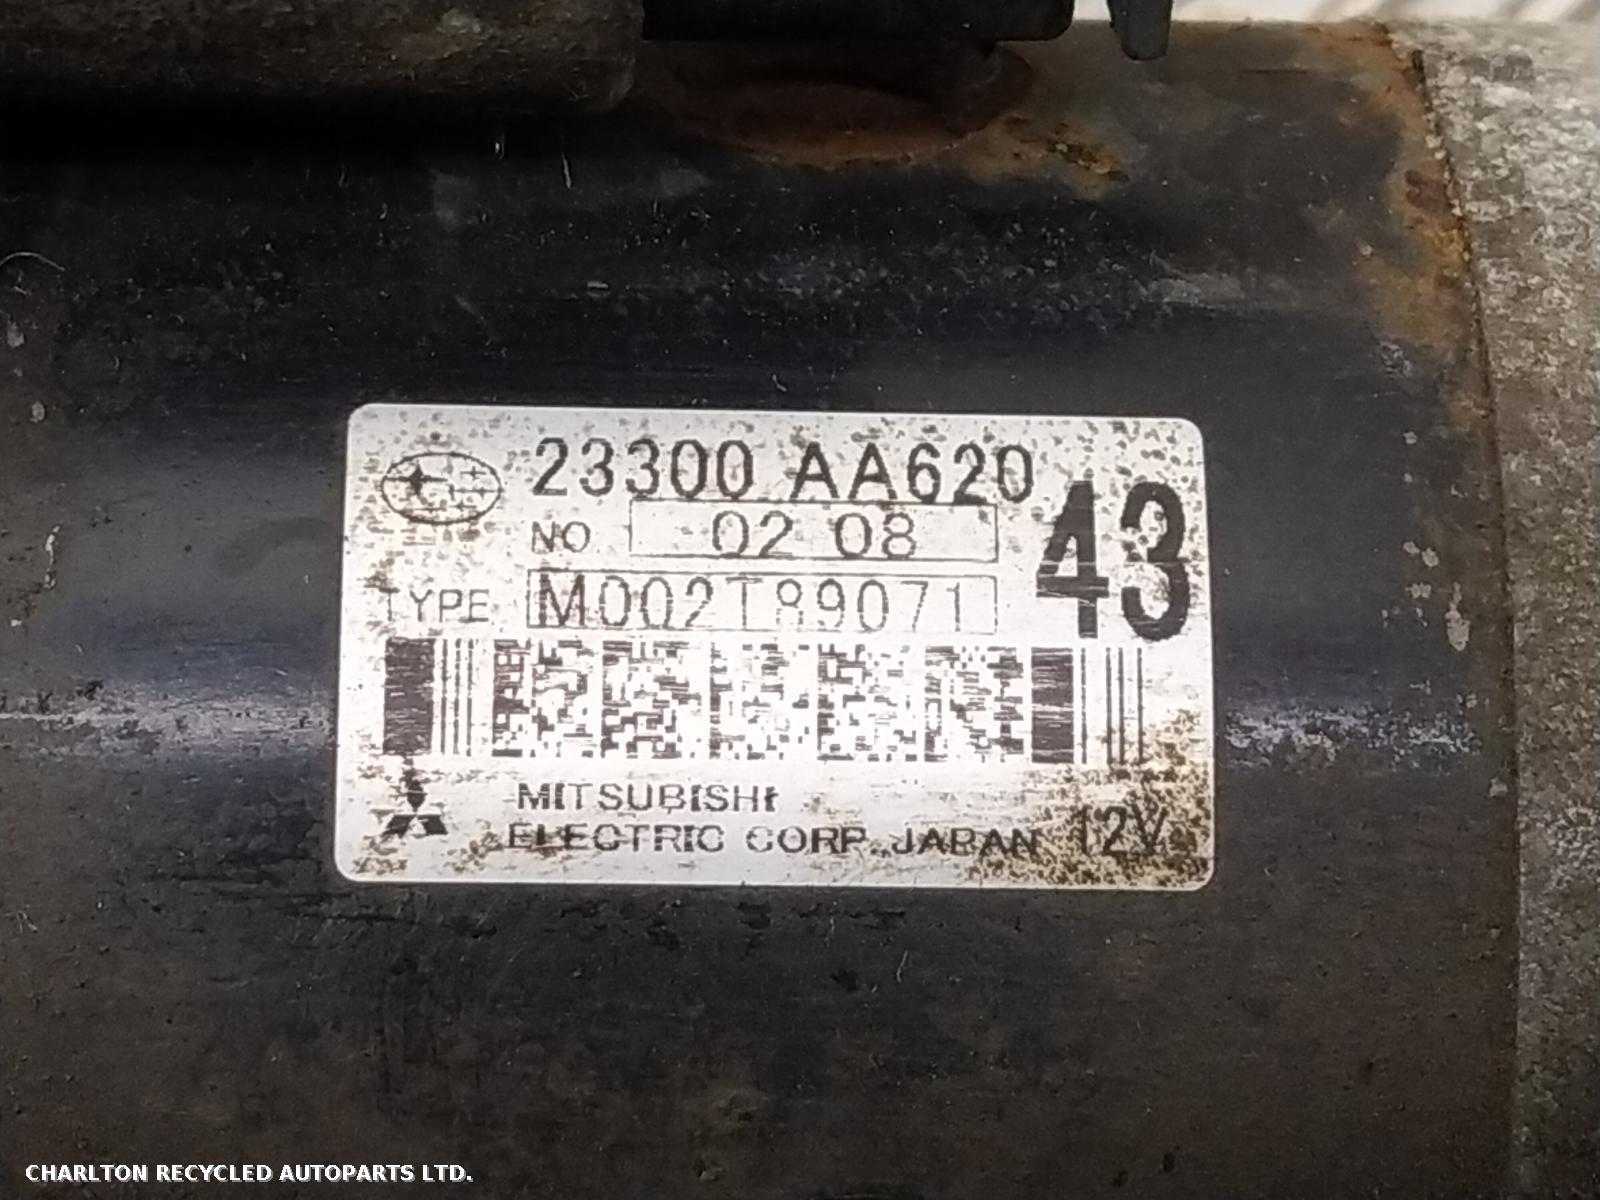 23300 AA620
43
NO. 02 08
TYPE M002T89071
MITSUBISHI
ELECTRIC CORP. JAPAN 12V
CHARLTON RECYCLED AUTOPARTS LTD.